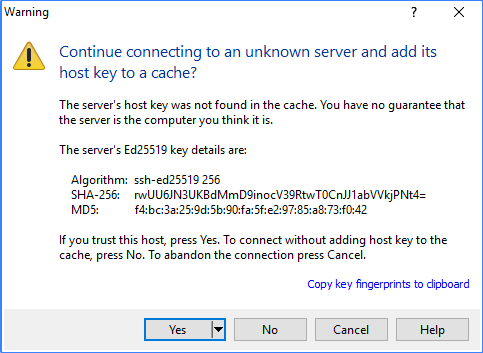 Warning
?
Continue connecting to an unknown server and add its
host key to a cache?
The server's host key was not found in the cache. You have no guarantee that
the server is the computer you think it is.
The server's Ed25519 key details are:
Algorithm: ssh-ed25519 256
SHA-256: rwUU6JN3UKBdMmD9inocV39RtwT0CnJJ1abVVkjPNt4=
MD5: f4:bc:3a:25:9d:5b:90:fa:5f:e2:97:85:a8:73:f0:42
If you trust this host, press Yes. To connect without adding host key to the
cache, press No. To abandon the connection press Cancel.
Copy key fingerprints to clipboard
Yes No Cancel Help